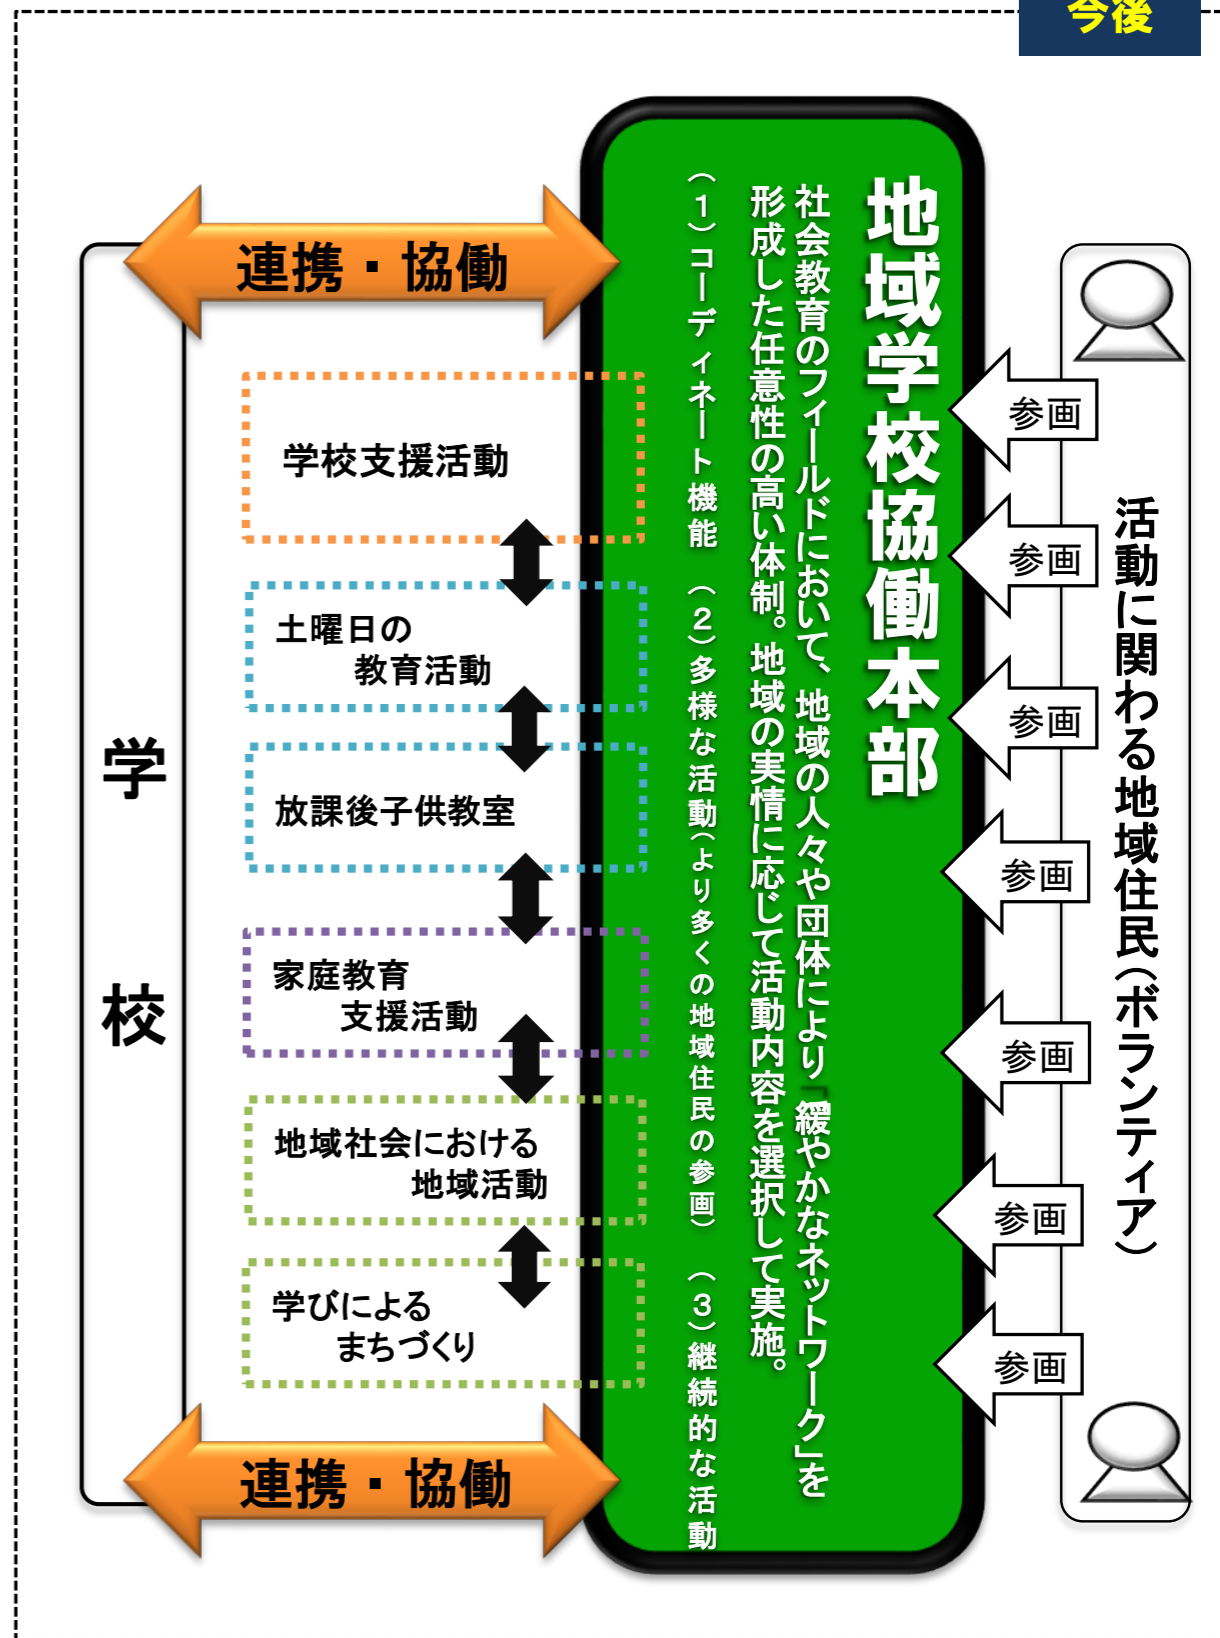 今後
活動に関わる地域住民（ボランティア）
参画
参画
参画
参画
参画
参画
参画
地域学校協働本部
社会教育のフィールドにおいて、地域の人々や団体により「緩やかなネットワーク」を
形成した任意性の高い体制。地域の実情に応じて活動内容を選択して実施。
（１）コーディネート機能　（２）多様な活動（より多くの地域住民の参画）　（３）継続的な活動
連携・協働
学校支援活動
土曜日の
教育活動
放課後子供教室
家庭教育
支援活動
地域社会における
地域活動
学びによる
まちづくり
連携・協働
学校